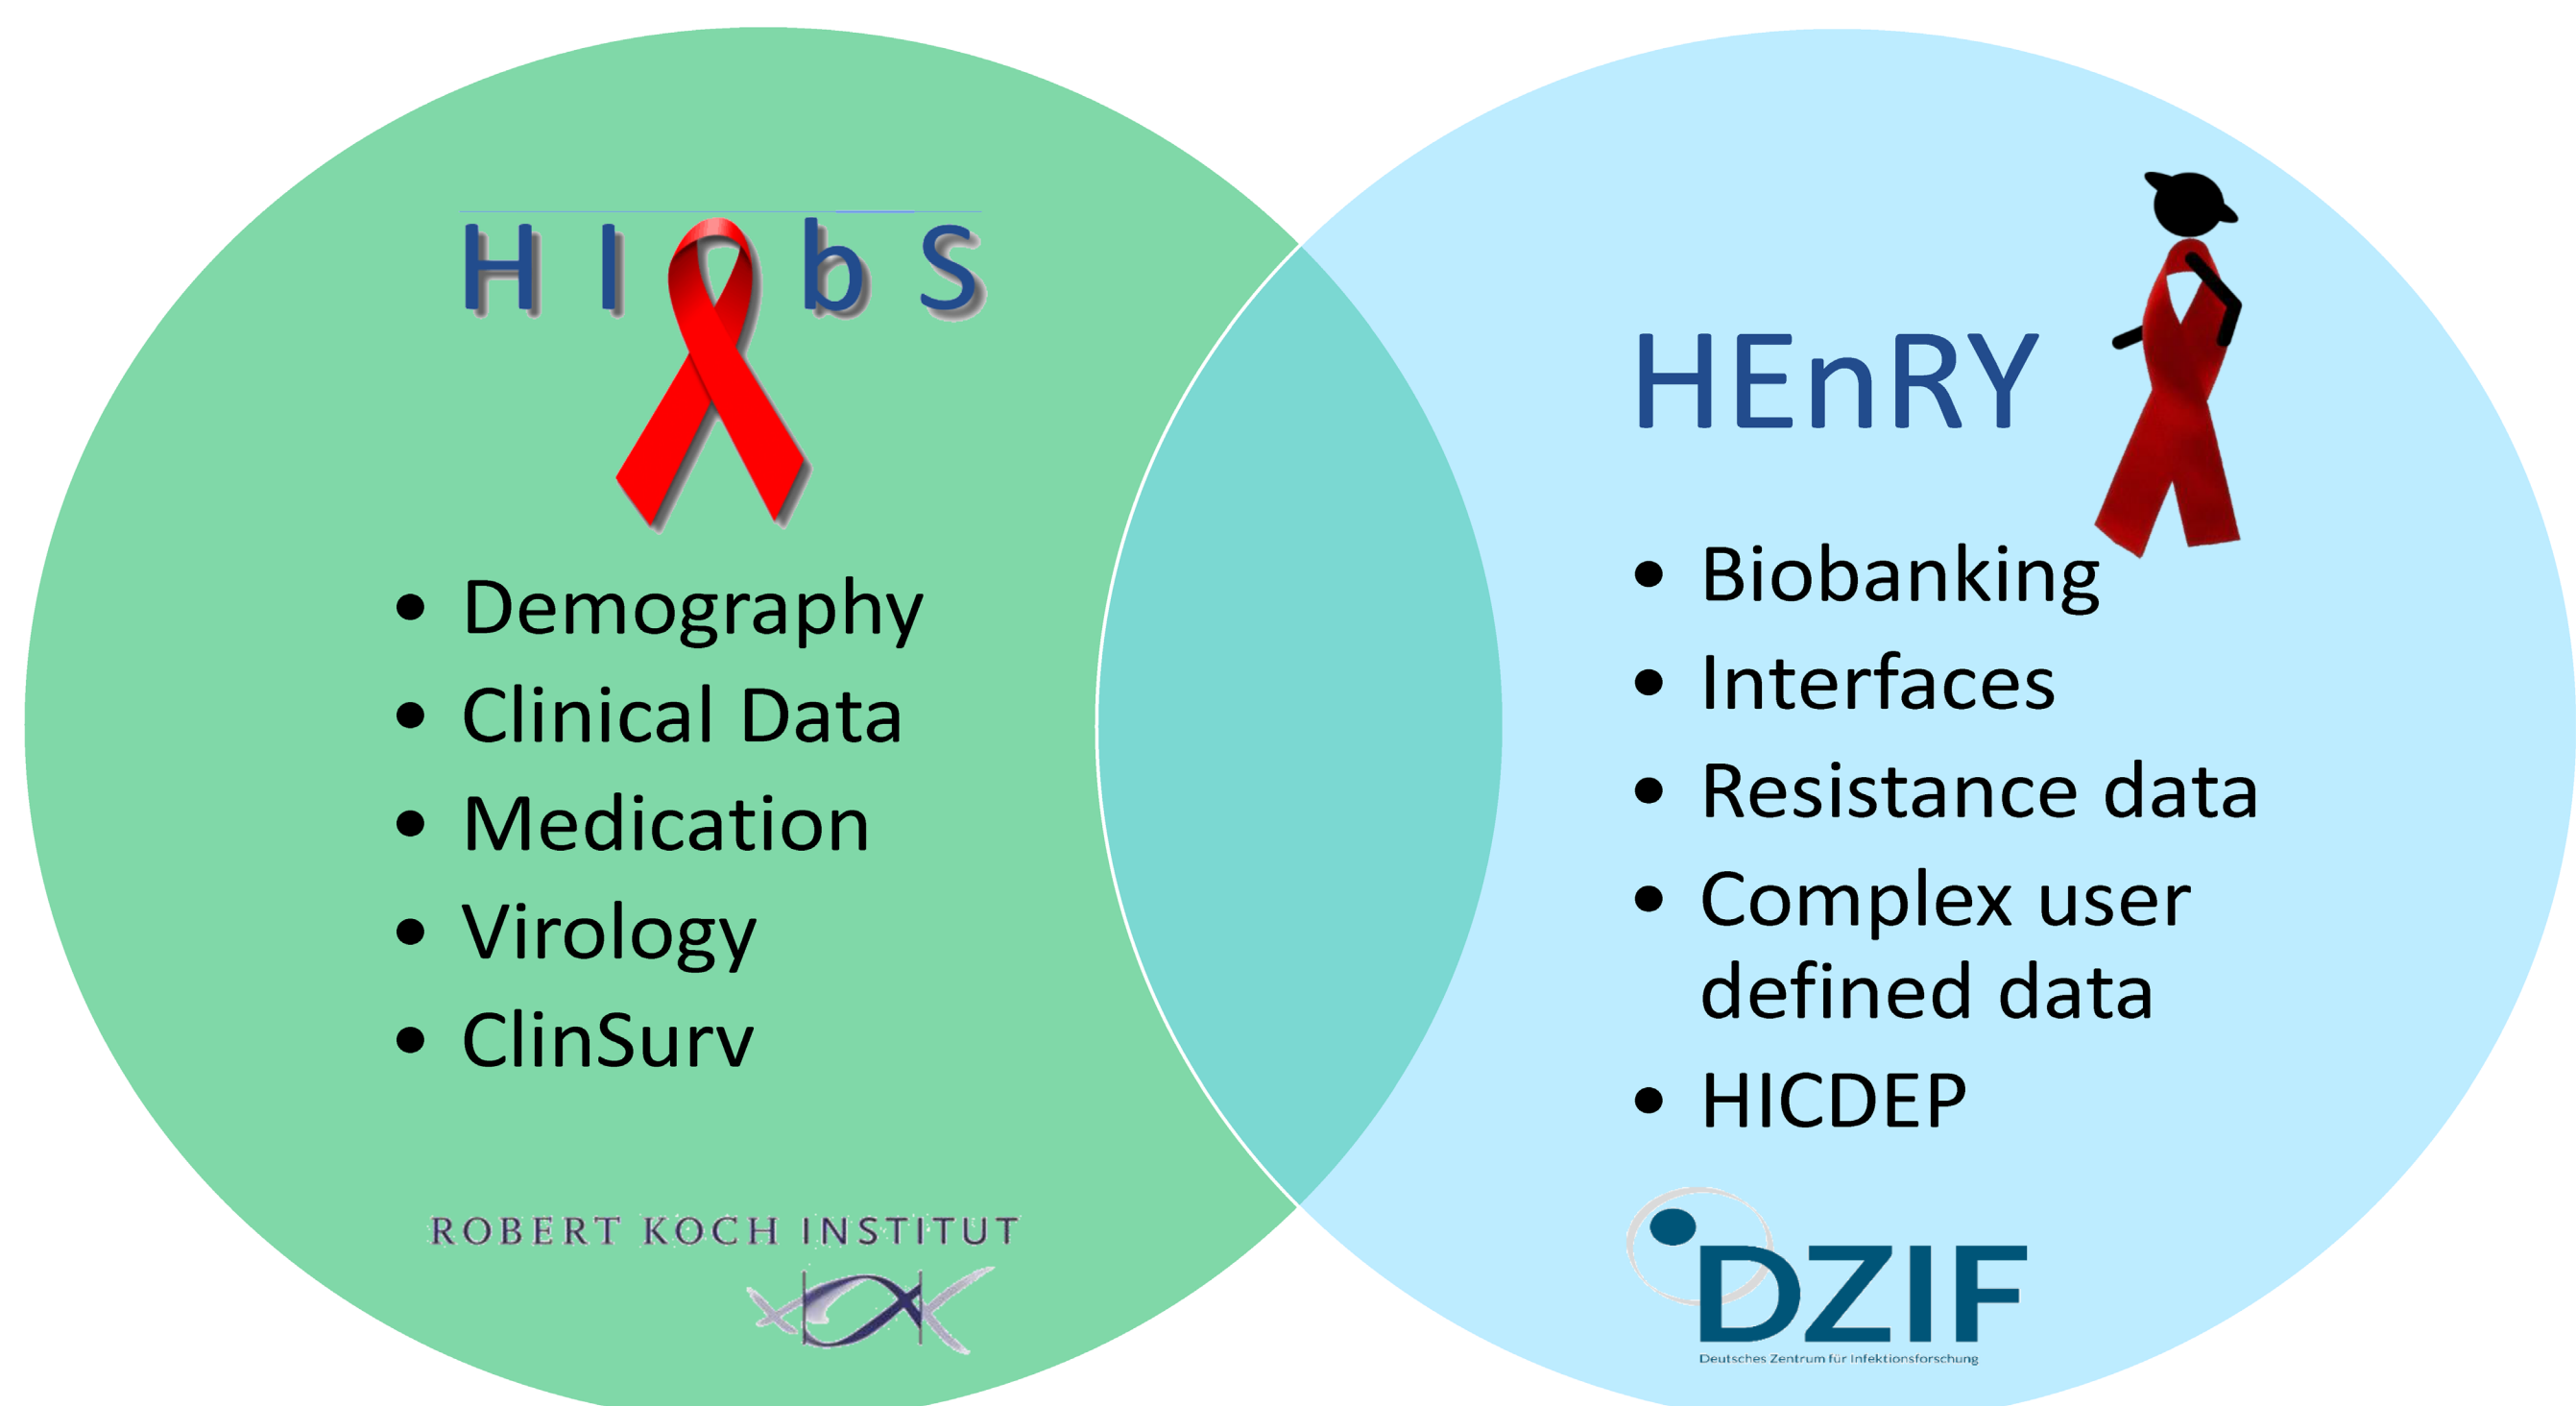 HIObS
• Demography
• Clinical Data
• Medication
• Virology
• ClinSurv
ROBERT KOCH INSTITUT
HEnRY
• Biobanking
• Interfaces
• Resistance data
• Complex user
defined data
• HICDEP
DZIF
Deutsches Zentrum für Infektionsforschung